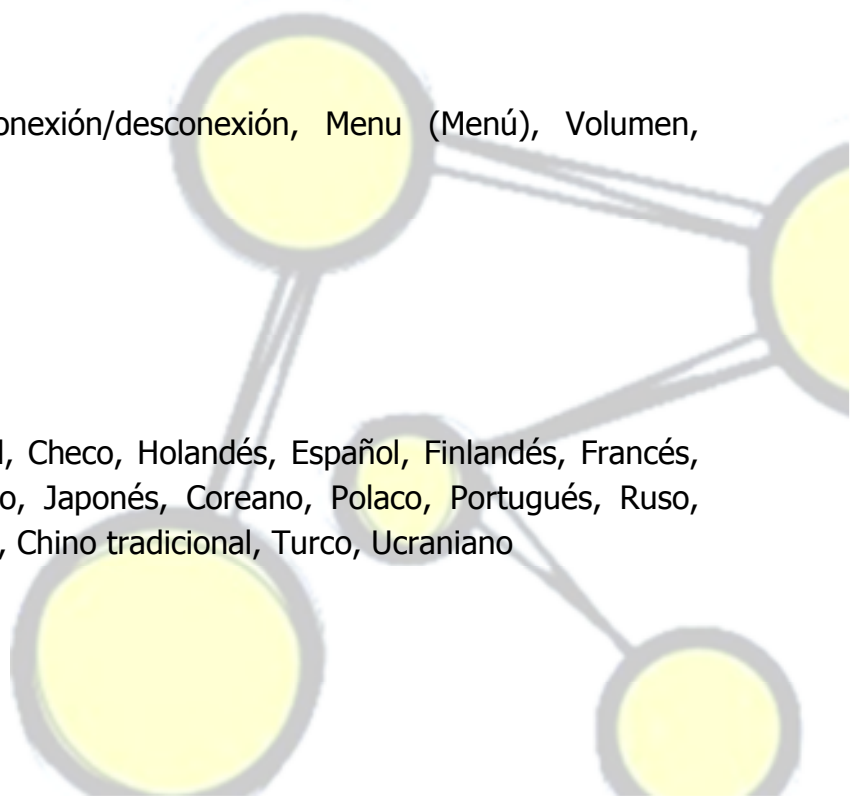 onexión/desconexión, Menu (Menú), Volumen,
, Checo, Holandés, Español, Finlandés, Francés,
o, Japonés, Coreano, Polaco, Portugués, Ruso,
, Chino tradicional, Turco, Ucraniano